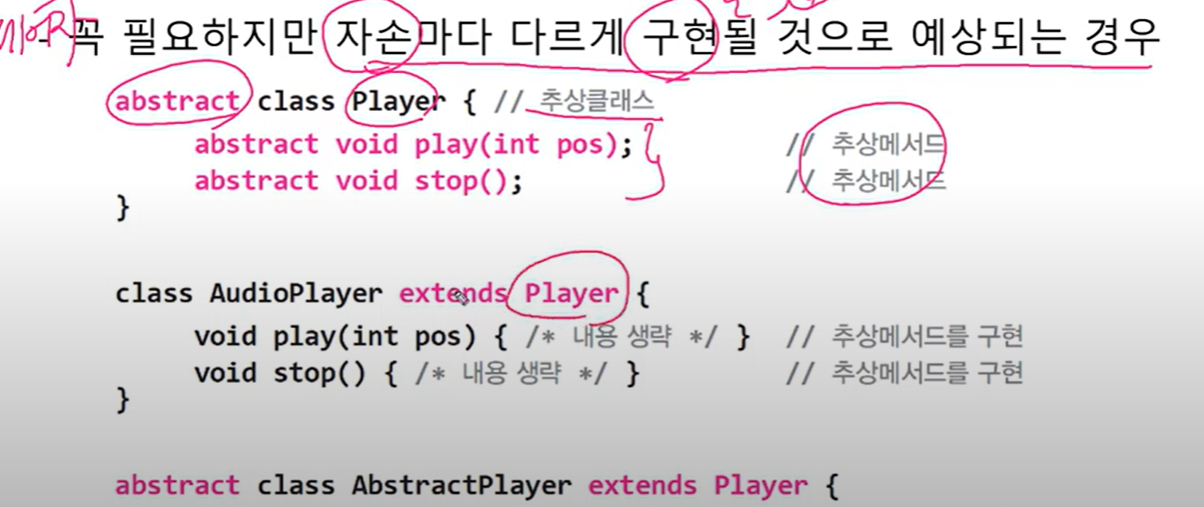 꼭 필요하지만 자손마다 다르게 구현될 것으로 예상되는 경우
abstract class Player { // 추상클래스
abstract void play(int pos); // 추상메서드
abstract void stop(); // 추상메서드
}
class AudioPlayer extends Player {
void play(int pos) { /* 내용 생략 */ } // 추상메서드를 구현
void stop() { /* 내용 생략 */ } // 추상메서드를 구현
}
abstract class AbstractPlayer extends Player {